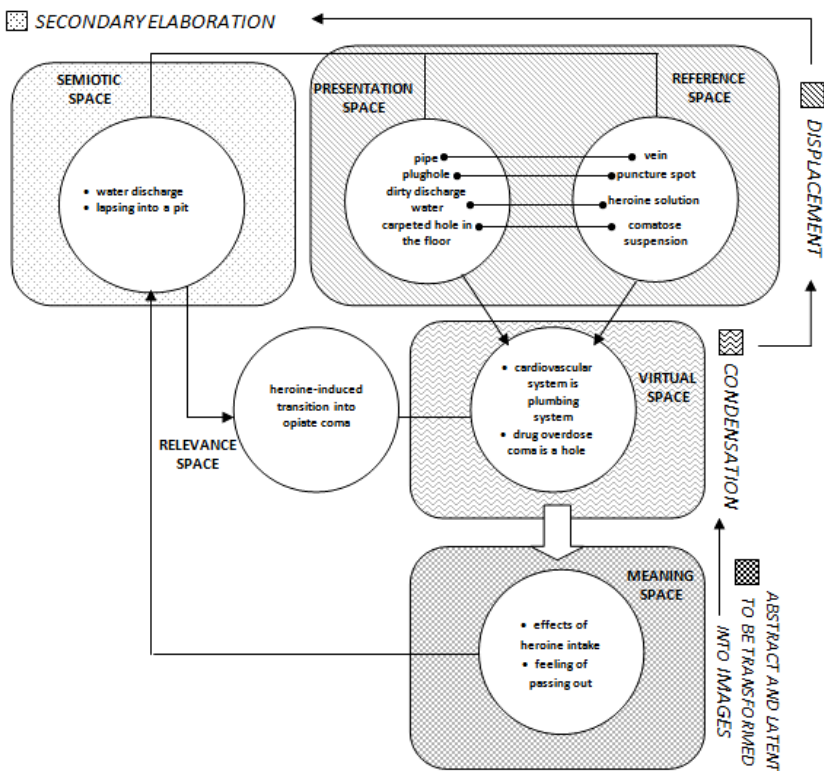 SECONDARY ELABORATION
SEMIOTIC
SPACE
PRESENTATION
SPACE
REFERENCE
SPACE
DISPLACEMENT
• water discharge
• lapsing into a pit
pipe
plughole
dirty discharge
water
carpeted hole in
the floor
vein
puncture spot
heroine solution
comatose
suspension
heroine-induced
transition into
opiate coma
RELEVANCE
SPACE
• cardiovascular
system is
plumbing
system
• drug overdose
coma is a hole
VIRTUAL
SPACE
CONDENSATION
MEANING
SPACE
• effects of
heroine intake
• feeling of
passing out
ABSTRACT AND LATENT
TO BE TRANSFORMED
INTO IMAGES